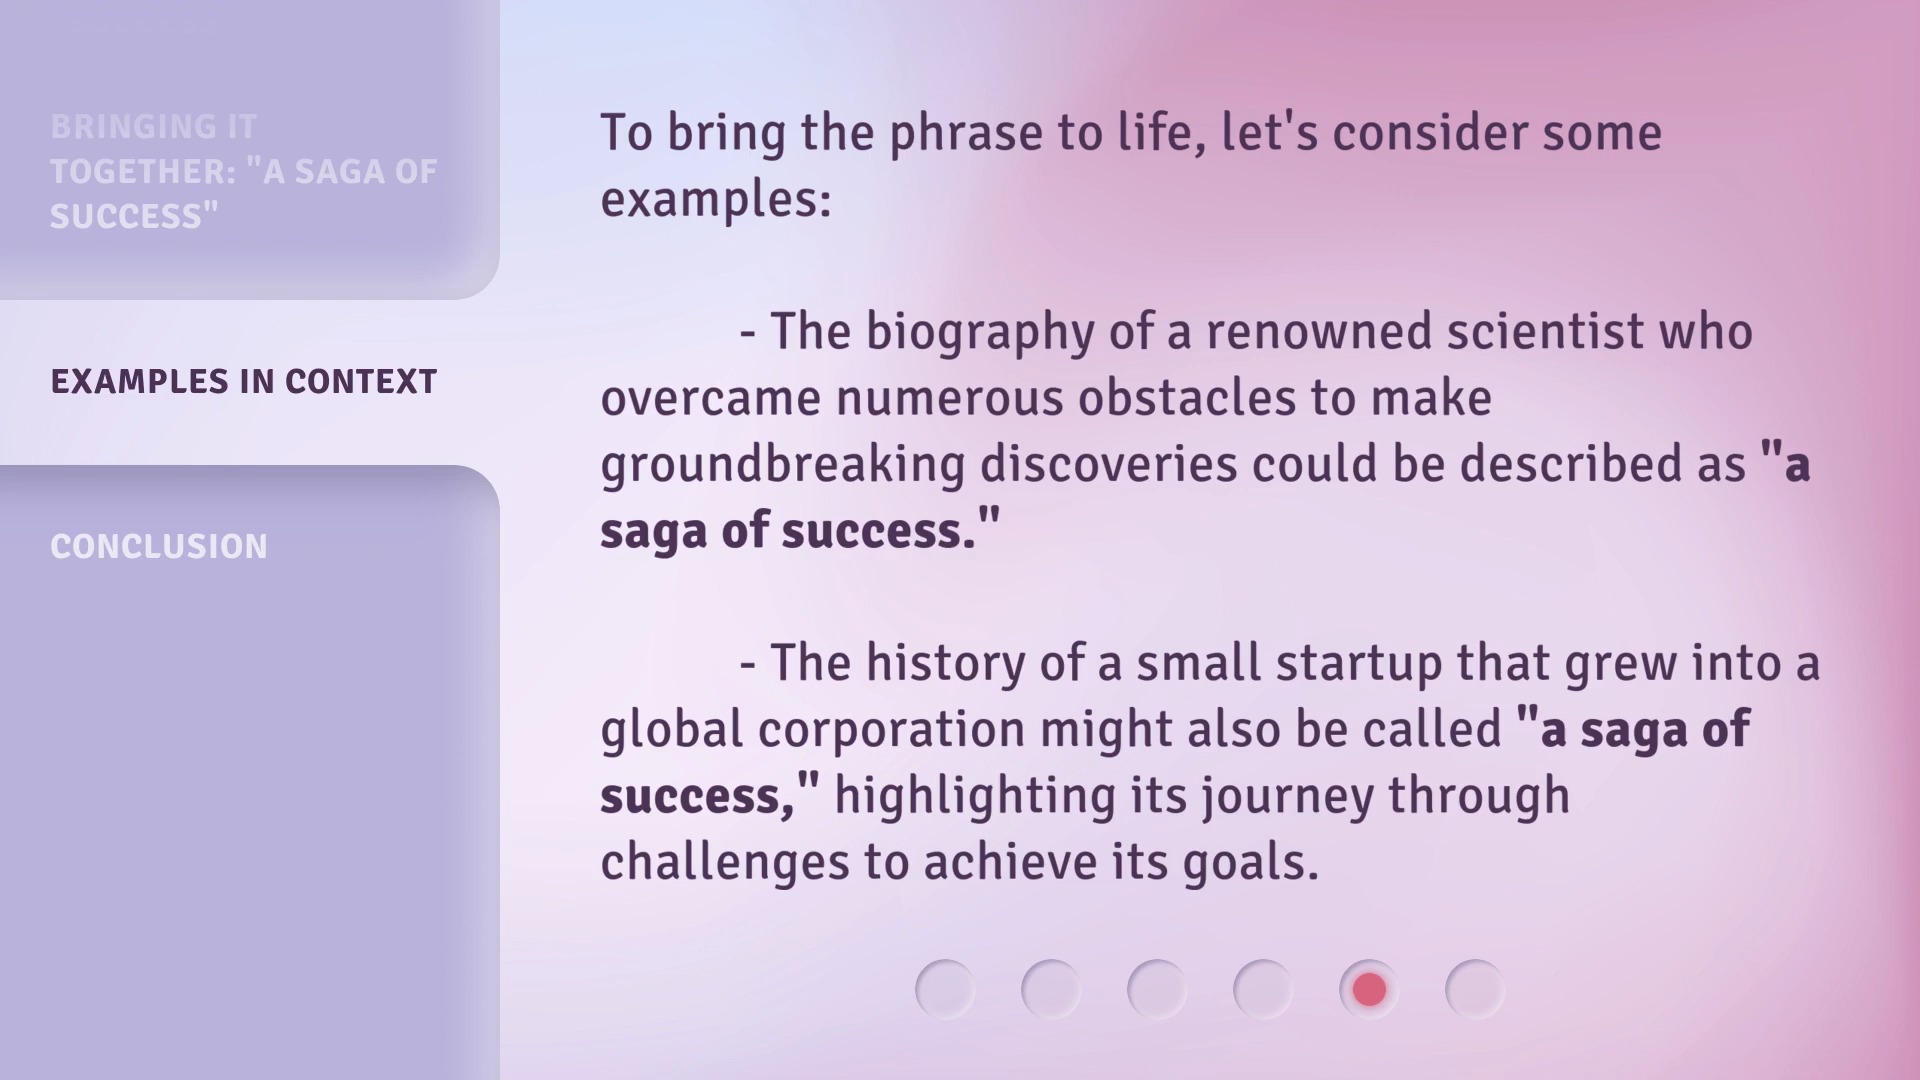 BRINGING IT
TOGETHER: "A SAGA OF
SUCCESS"
EXAMPLES IN CONTEXT
CONCLUSION
To bring the phrase to life, let's consider some
examples:
- The biography of a renowned scientist who
overcame numerous obstacles to make
groundbreaking discoveries could be described as "a
saga of success."
- The history of a small startup that grew into a
global corporation might also be called "a saga of
success," highlighting its journey through
challenges to achieve its goals.